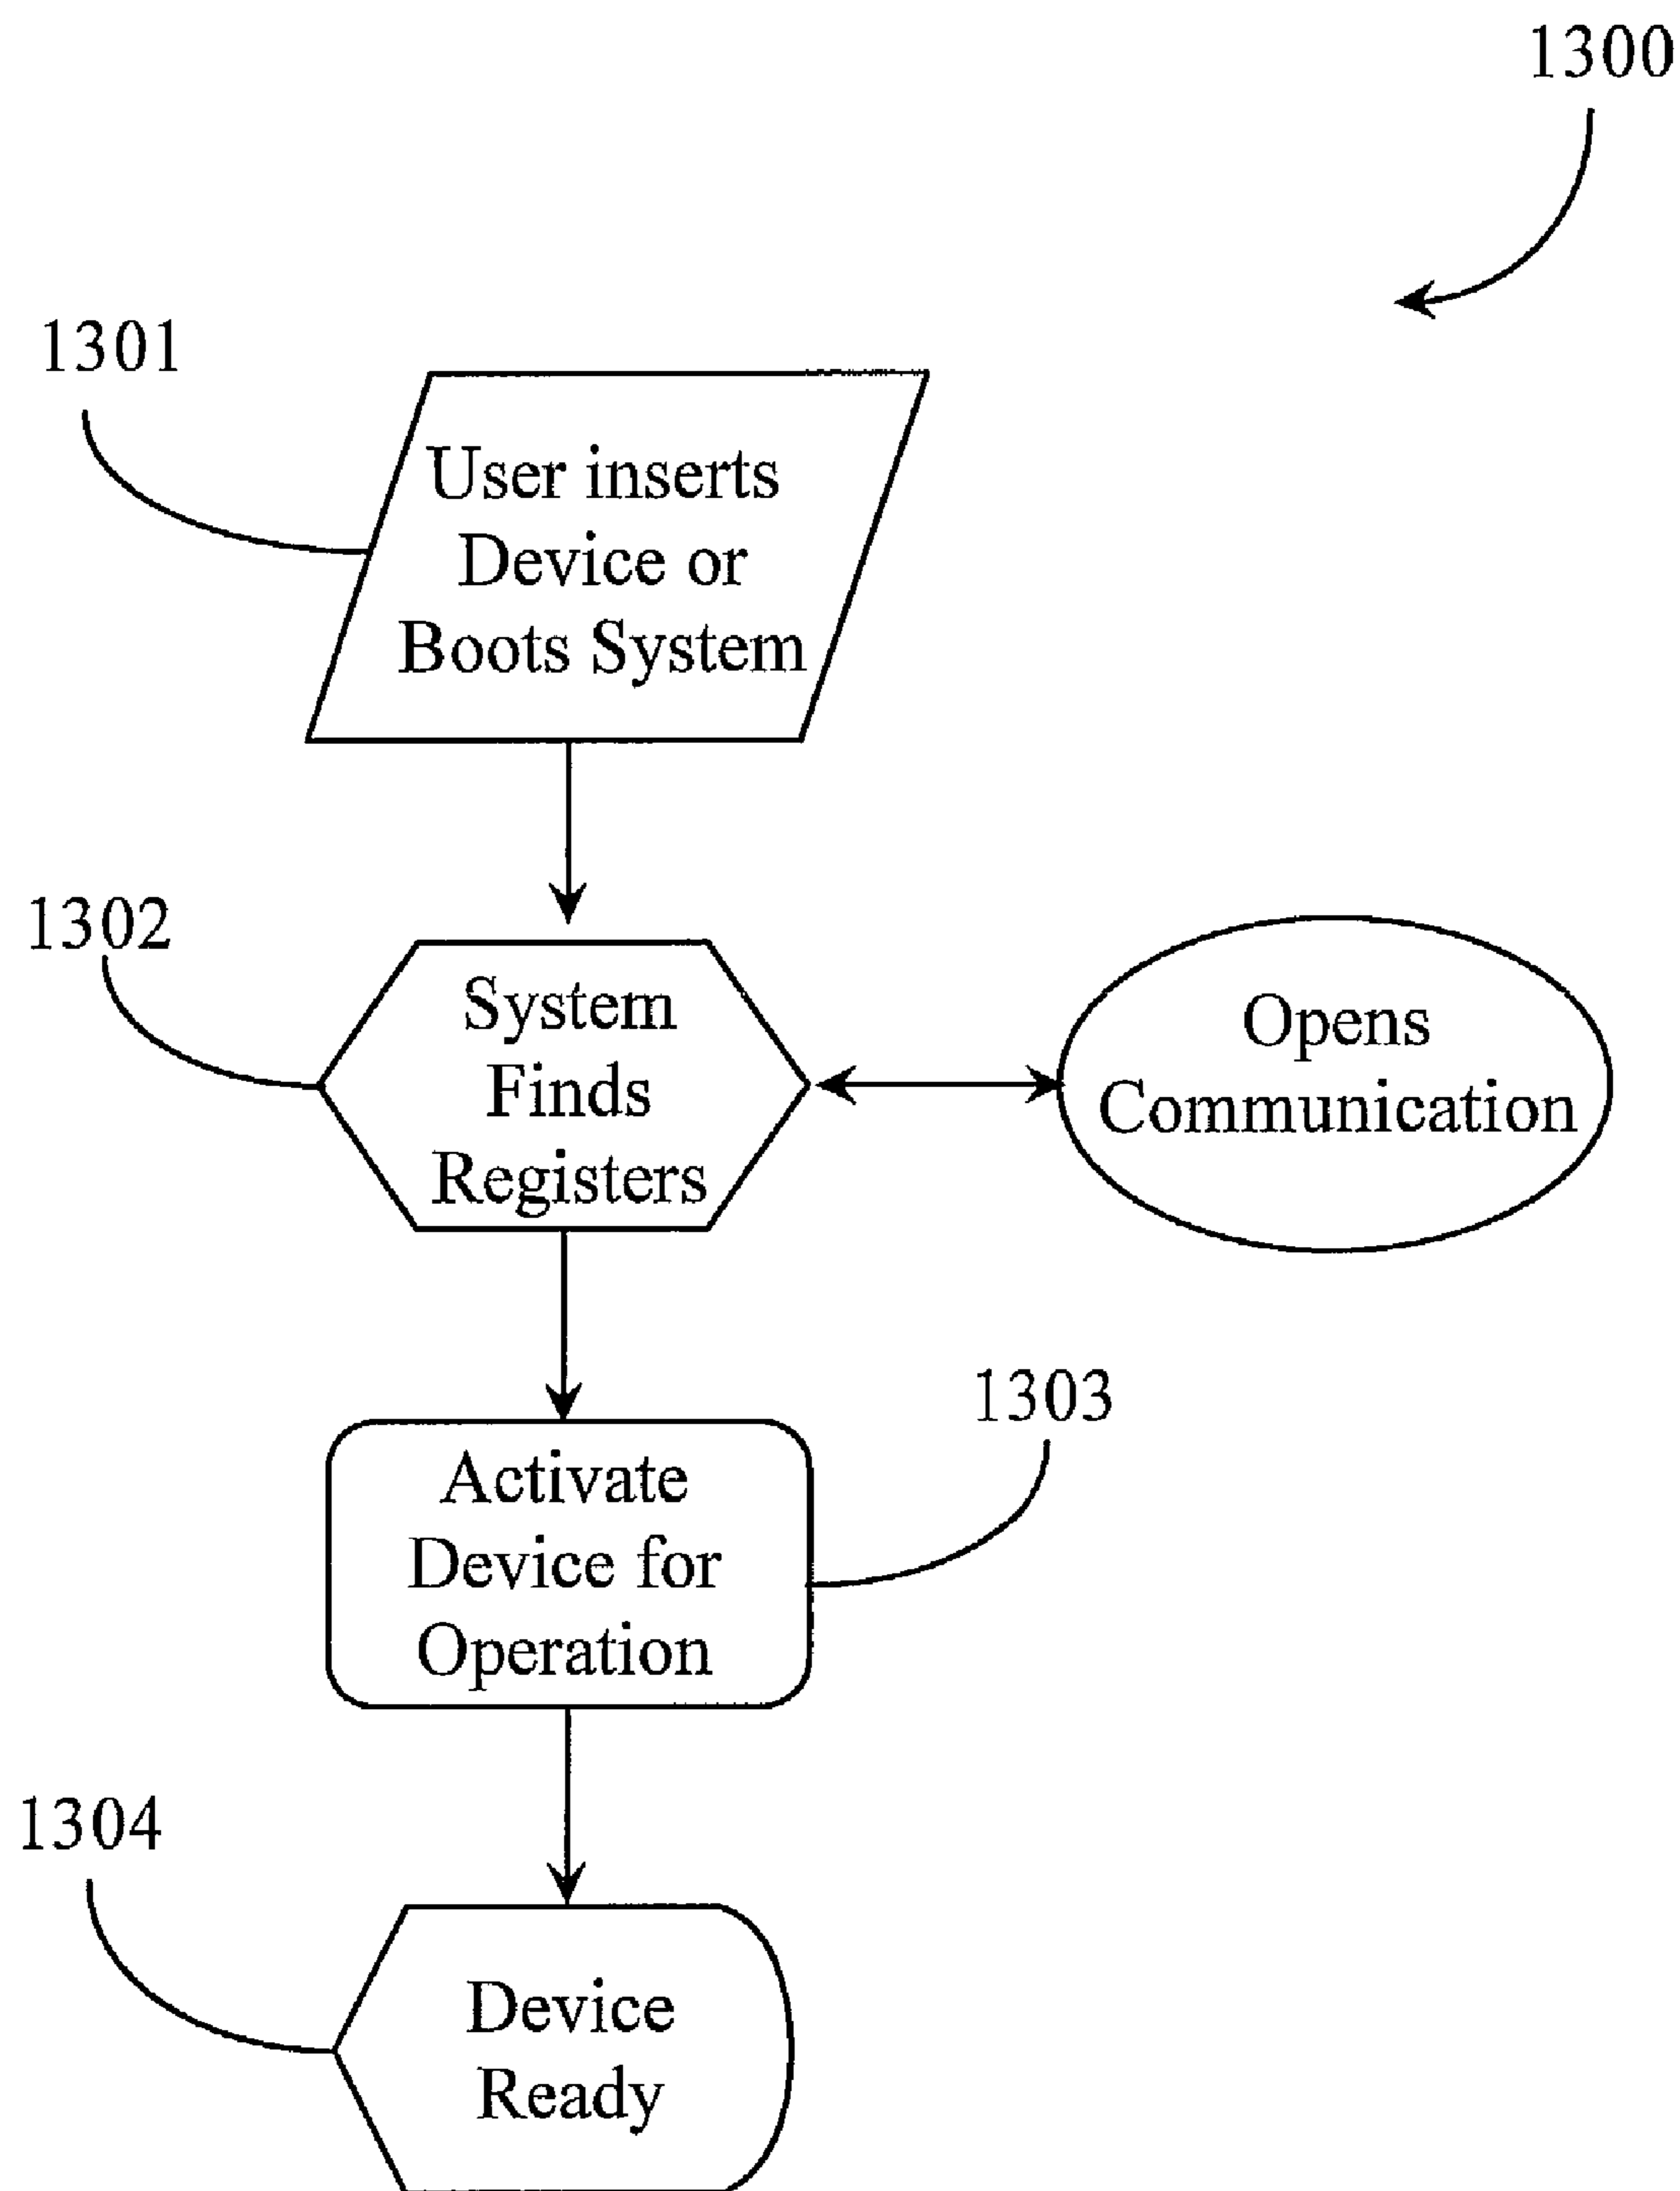 1300
1301
User inserts
Device or
Boots System
1302
System
Finds
Registers
Opens
Communication
1303
Activate
Device for
Operation
1304
Device
Ready